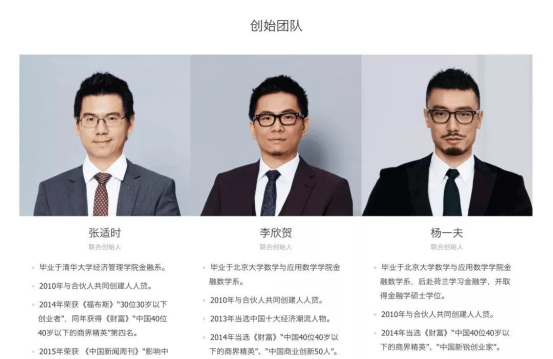 创始团队
张适时
联合创始人
毕业于清华大学经济管理学院金融系。
2010年与合伙人共同创建人人贷。
2014年荣获《福布斯》“30位30岁以下
创业者”，同年获得《财富》“中国40位
40岁以下的商界精英”第四名。
2015年荣获 《中国新闻周刊》“影响中
李欣贺
联合创始人
毕业于北京大学数学与应用数学学院金
融数学系。
2010年与合伙人共同创建人人贷。
2013年当选中国十大经济潮流人物。
2014年当选《财富》“中国40位40岁以
下的商界精英”、“中国商业创新50人”。
杨一夫
联合创始人
毕业于北京大学数学与应用数学学院金
融数学系，后赴荷兰学习金融学，并取
得金融学硕士学位。
2010年与合伙人共同创建人人贷。
2014年当选《财富》“中国40位40岁以
下的商界精英”、“中国新锐创业家”。